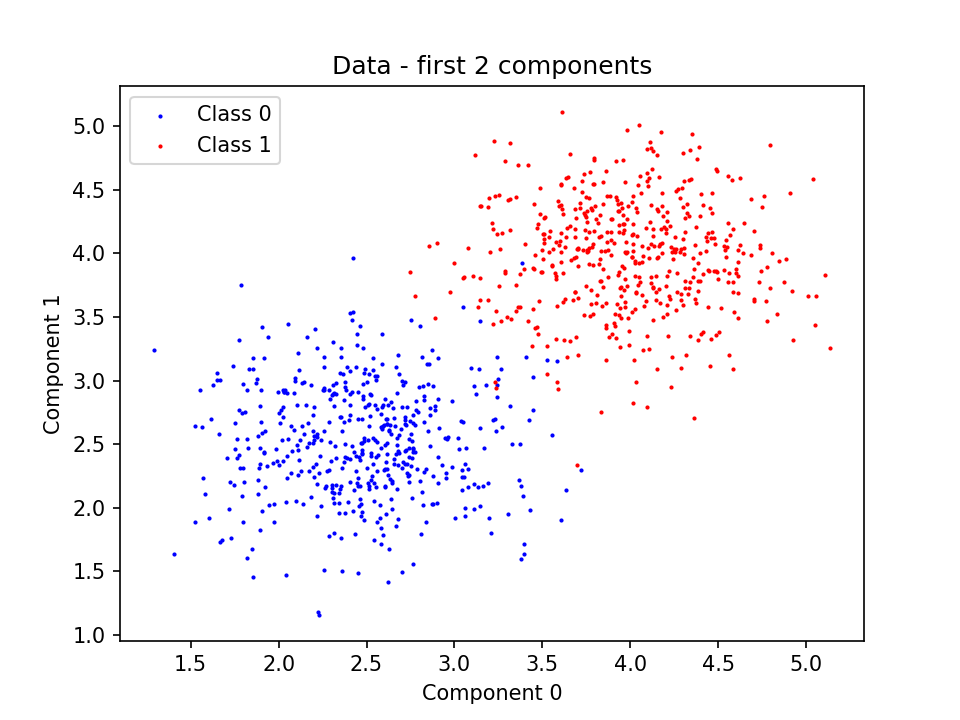 Data - first 2 components
Class 0
Class 1
5.0
4.5
4.0
3.5
3.0
2.5
2.0
1.5
1.0
Component 1
1.5 2.0 2.5 3.0 3.5 4.0 4.5 5.0
Component 0